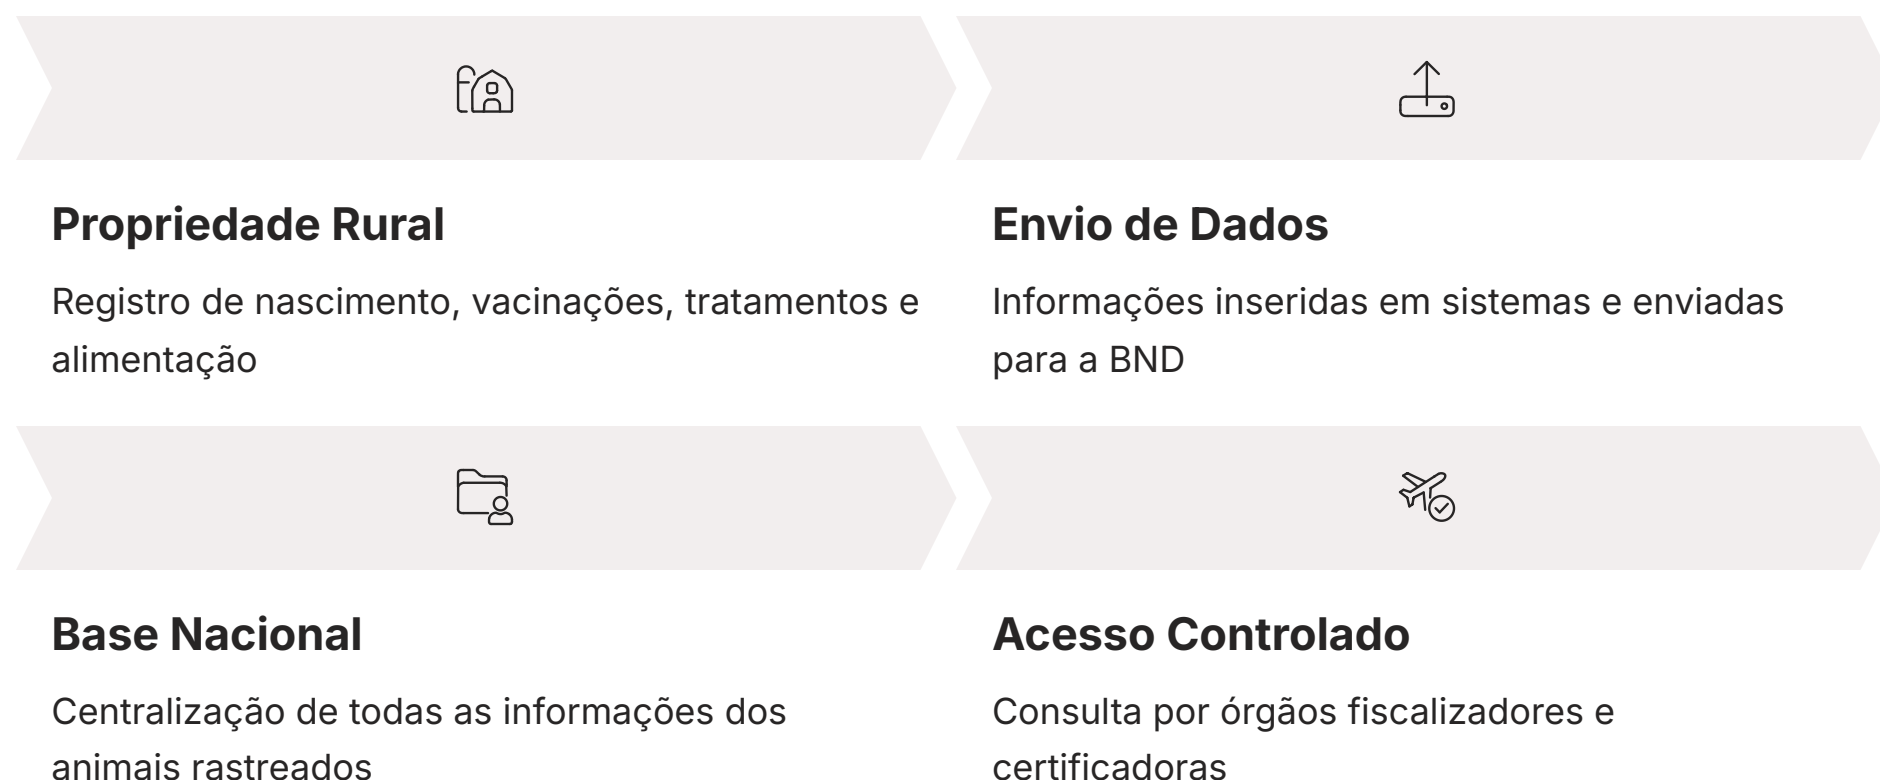 Propriedade Rural
Registro de nascimento, vacinações, tratamentos e
alimentação
Envio de Dados
Informações inseridas em sistemas e enviadas
para a BND
Base Nacional
Centralização de todas as informações dos
animais rastreados
Acesso Controlado
Consulta por órgãos fiscalizadores e
certificadoras